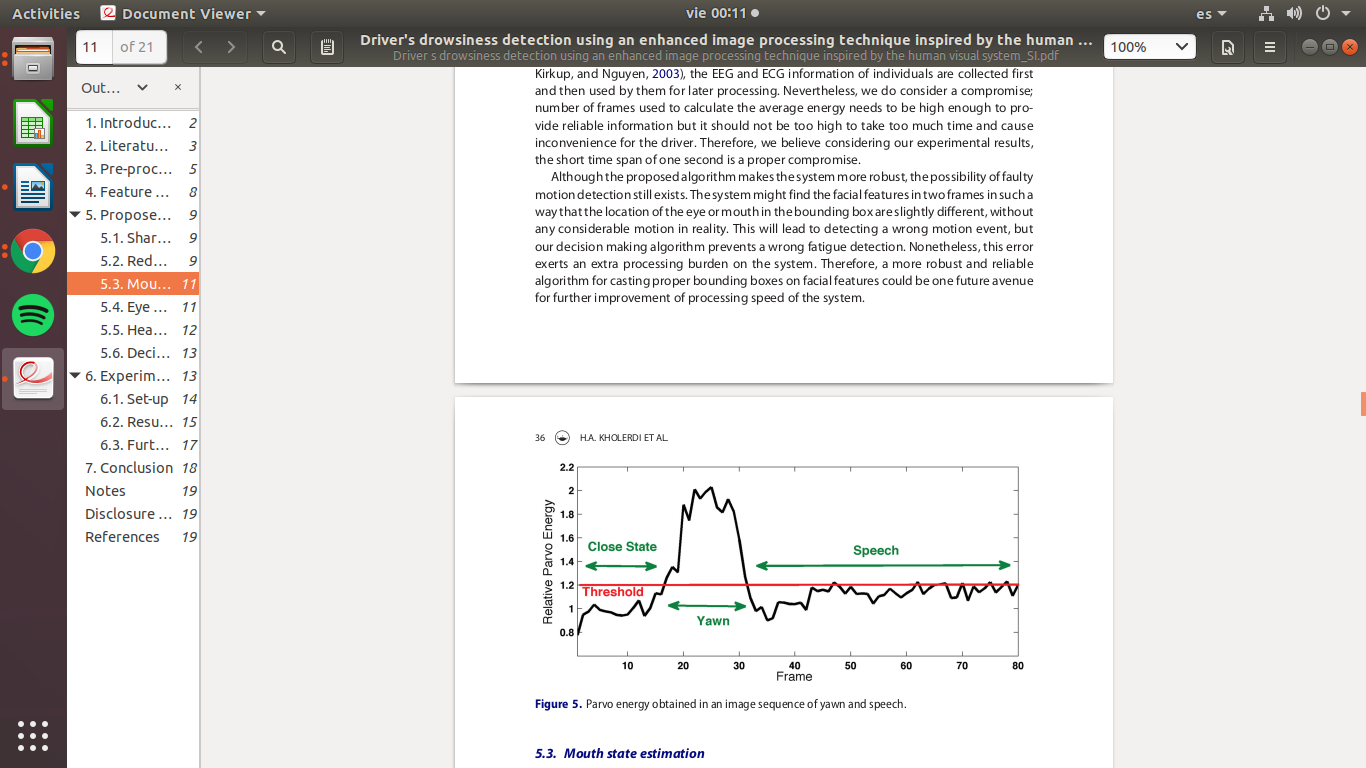 Activities
Document Viewer
vie 00:11
es
11
of 21
Driver's drowsiness detection using an enhanced image processing technique inspired by the human ...
Driver s drowsiness detection using an enhanced image processing technique inspired by the human visual system_SI.pdf
100%
Out...
1. Introduc... 2
2. Literatu... 3
3. Pre-proc... 5
4. Feature ... 8
5. Propose... 9
5.1. Shar... 9
5.2. Red... 9
5.3. Mou... 11
5.4. Eye ... 11
5.5. Hea... 12
5.6. Deci... 13
6. Experim... 13
6.1. Set-up 14
6.2. Resu... 15
6.3. Furt... 17
7. Conclusion 18
Notes 19
Disclosure ... 19
References 19
Kirkup, and Nguyen, 2003), the EEG and ECG information of individuals are collected first
and then used by them for later processing. Nevertheless, we do consider a compromise;
number of frames used to calculate the average energy needs to be high enough to pro-
vide reliable information but it should not be too high to take too much time and cause
inconvenience for the driver. Therefore, we believe considering our experimental results,
the short time span of one second is a proper compromise.
Although the proposed algorithm makes the system more robust, the possibility of faulty
motion detection still exists. The system might find the facial features in two frames in such a
way that the location of the eye or mouth in the bounding box are slightly different, without
any considerable motion in reality. This will lead to detecting a wrong motion event, but
our decision making algorithm prevents a wrong fatigue detection. Nonetheless, this error
exerts an extra processing burden on the system. Therefore, a more robust and reliable
algorithm for casting proper bounding boxes on facial features could be one future avenue
for further improvement of processing speed of the system.
36 H.A. KHOLERDI ET AL.
2.2
2
1.8
1.6
1.4
1.2
1
0.8
Relative Parvo Energy
Close State
Speech
Threshold
Yawn
10 20 30 40 50 60 70 80
Frame
Figure 5. Parvo energy obtained in an image sequence of yawn and speech.
5.3. Mouth state estimation